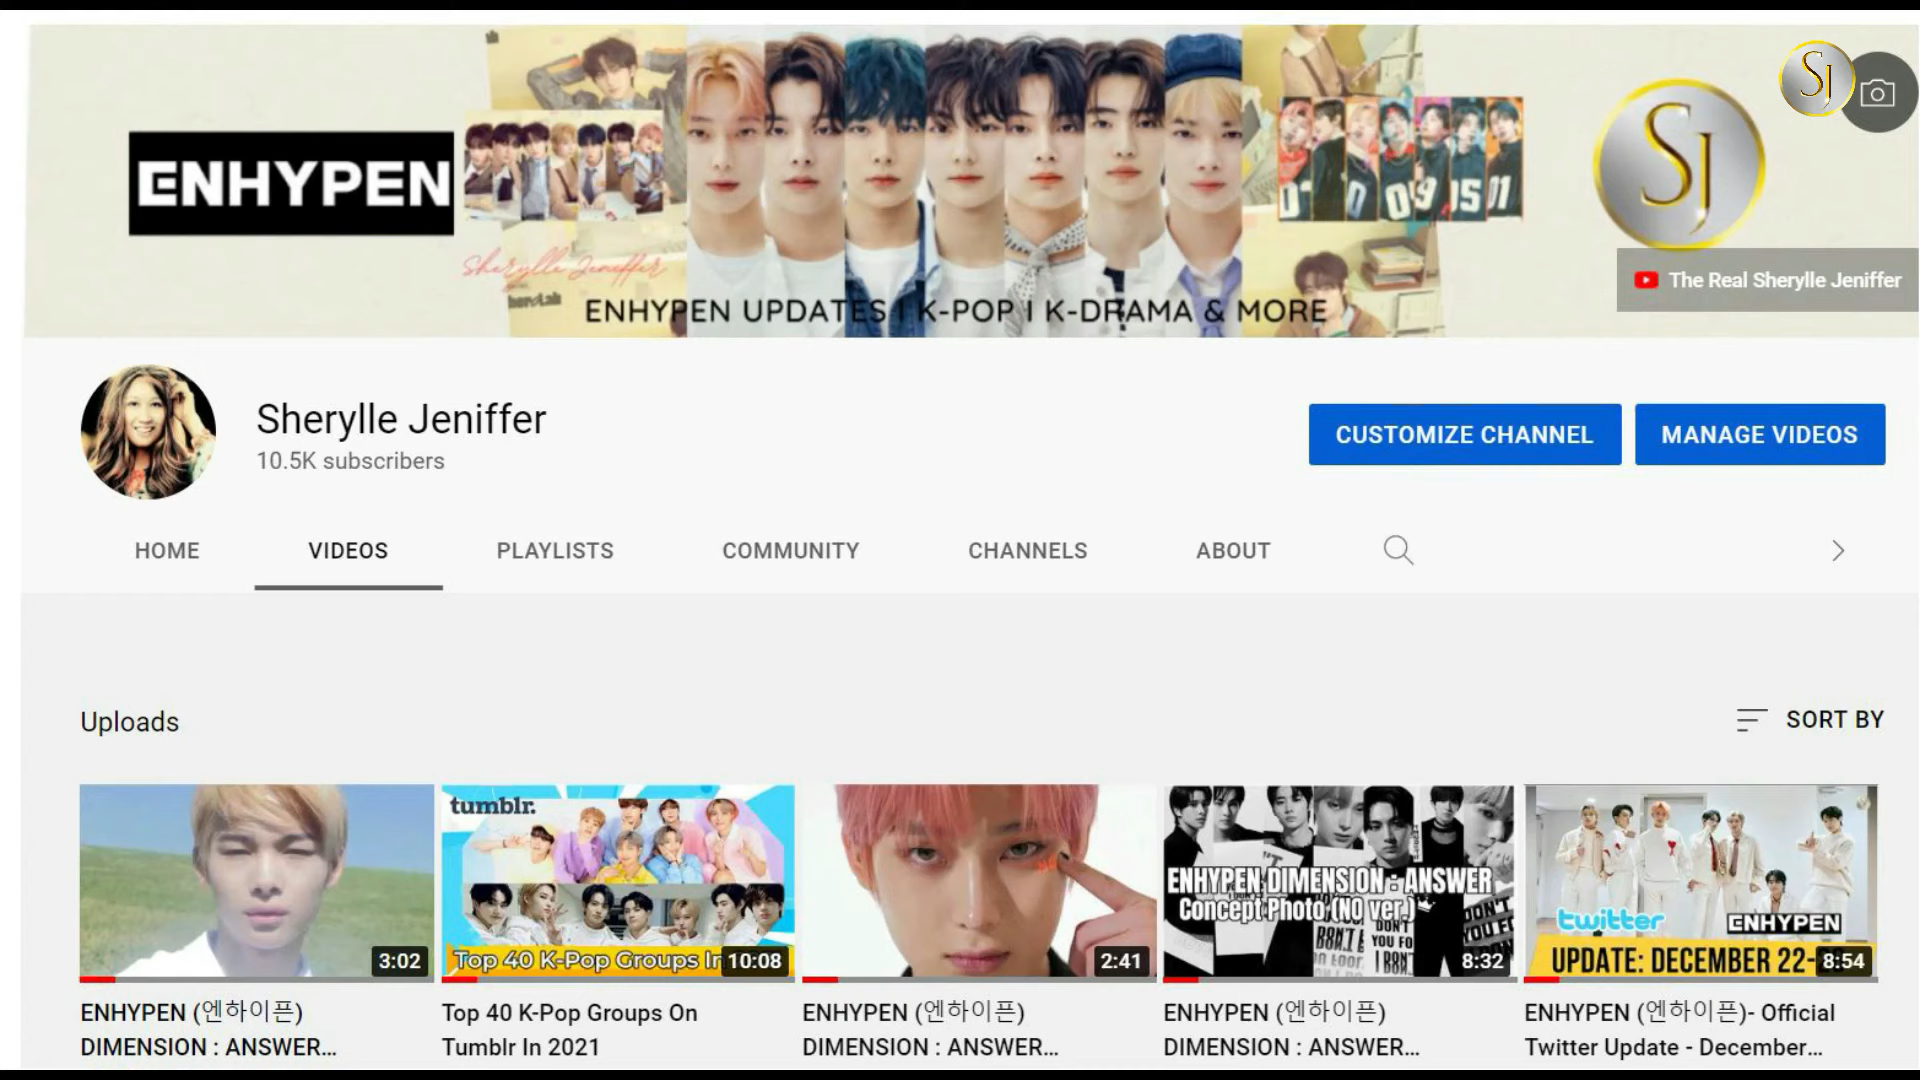 ENHYPEN
Sherylle Jeniffer
ENHYPEN UPDATES I K-POP I K-DRAMA & MORE
SJ
SJ
The Real Sherylle Jeniffer
Sherylle Jeniffer
10.5K subscribers
CUSTOMIZE CHANNEL
MANAGE VIDEOS
HOME
VIDEOS
PLAYLISTS
COMMUNITY
CHANNELS
ABOUT
Uploads
SORT BY
3:02
tumblr.
Top 40 K-Pop Groups In
10:08
2:41
ENHYPEN DIMENSION : ANSWER
Concept Photo (NO ver.)
8:32
twitter
ENHYPEN
UPDATE: DECEMBER 22-
8:54
ENHYPEN (엔하이픈)
DIMENSION : ANSWER...
Top 40 K-Pop Groups On
Tumblr In 2021
ENHYPEN (엔하이픈)
DIMENSION : ANSWER...
ENHYPEN (엔하이픈)
DIMENSION : ANSWER...
ENHYPEN (엔하이픈)- Official
Twitter Update - December...